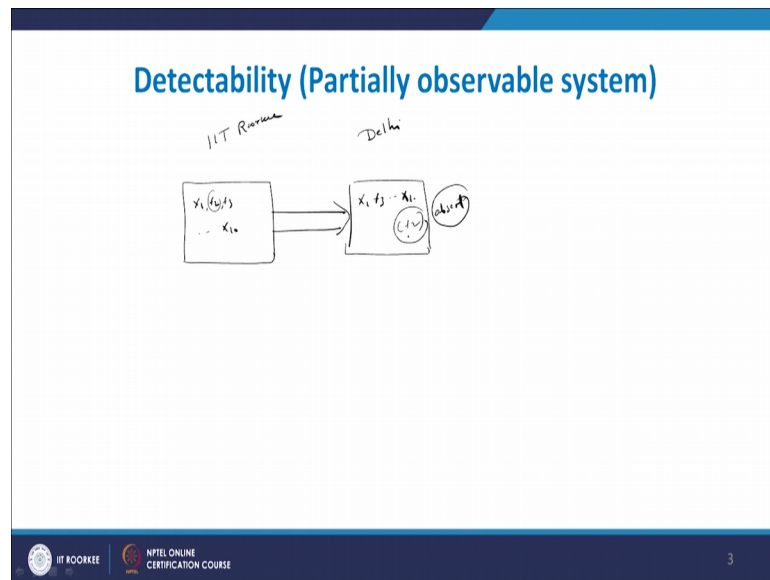 Detectability (Partially observable system)
IIT Roorkee
Delhi
x₁, x₂, x₃
.. x₁₀
x₁ x₃ ... x₁₀
(x₂)
absent
IIT ROORKEE
NPTEL ONLINE
CERTIFICATION COURSE
3